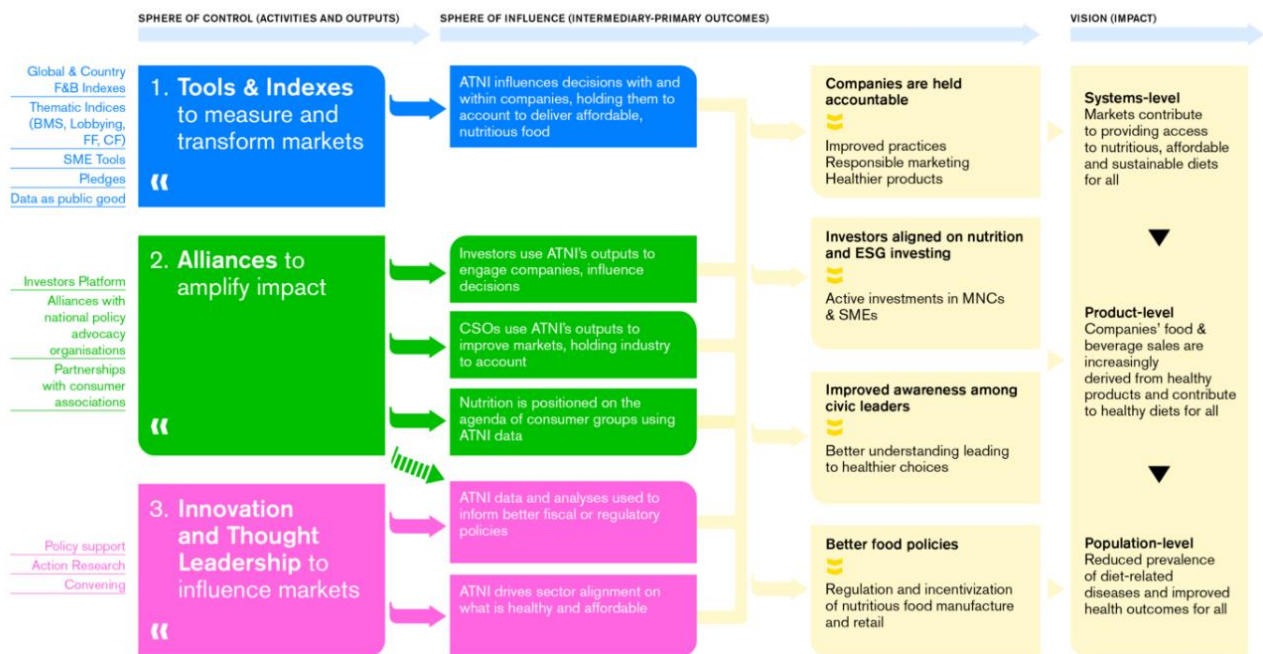 SPHERE OF CONTROL (ACTIVITIES AND OUTPUTS)
SPHERE OF INFLUENCE (INTERMEDIARY-PRIMARY OUTCOMES)
VISION (IMPACT)
Global & Country
F&B Indexes
Thematic Indices
(BMS, Lobbying,
FF, CF)
SME Tools
Pledges
Data as public good
1. Tools & Indexes
to measure and
transform markets
ATNI influences decisions with and
within companies, holding them to
account to deliver affordable,
nutritious food
Investors Platform
Alliances with
national policy
advocacy
organisations
Partnerships
with consumer
associations
2. Alliances to
amplify impact
Investors use ATNI's outputs to
engage companies, influence
decisions
CSOs use ATNI's outputs to
improve markets, holding industry
to account
Nutrition is positioned on the
agenda of consumer groups using
ATNI data
Policy support
Action Research
Convening
3. Innovation
and Thought
Leadership to
influence markets
ATNI data and analyses used to
inform better fiscal or regulatory
policies
ATNI drives sector alignment on
what is healthy and affordable
Companies are held
accountable
Improved practices
Responsible marketing
Healthier products
Investors aligned on nutrition
and ESG investing
Active investments in MNCs
& SMEs
Improved awareness among
civic leaders
Better understanding leading
to healthier choices
Better food policies
Regulation and incentivization
of nutritious food manufacture
and retail
Systems-level
Markets contribute
to providing access
to nutritious, affordable
and sustainable diets
for all
Product-level
Companies' food &
beverage sales are
increasingly
derived from healthy
products and contribute
to healthy diets for all
Population-level
Reduced prevalence
of diet-related
diseases and improved
health outcomes for all